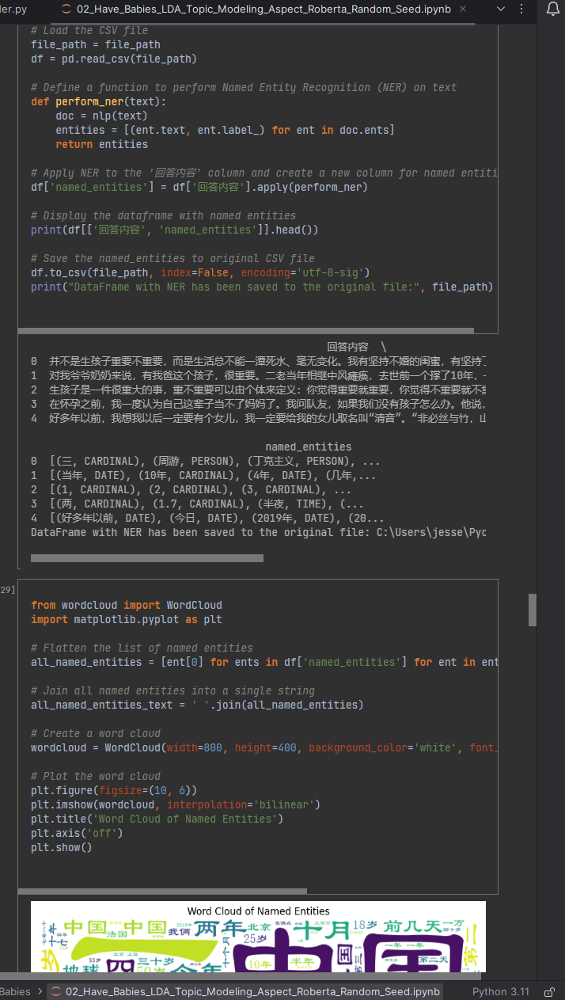 ler.py
02_Have_Babies_LDA_Topic_Modeling_Aspect_Roberta_Random_Seed.ipynb
# Load the CSV file
file_path = file_path
df = pd.read_csv(file_path)
# Define a function to perform Named Entity Recognition (NER) on text
def perform_ner(text):
doc = nlp(text)
entities = [(ent.text, ent.label_) for ent in doc.ents]
return entities
# Apply NER to the '回答内容' column and create a new column for named entiti
df['named_entities'] = df['回答内容'].apply(perform_ner)
# Display the dataframe with named entities
print(df[['回答内容', 'named_entities']].head())
# Save the named_entities to original CSV file
df.to_csv(file_path, index=False, encoding='utf-8-sig')
print("DataFrame with NER has been saved to the original file:", file_path)
回答内容 \
0 并不是生孩子重要不重要，而是生活总不能一潭死水、毫无变化。我有坚持不婚的闺蜜，有坚持
1 对我爷爷奶奶来说，有我爸这个孩子，很重要。二老当年相继中风瘫痪，去世前一个撑了10年，
2 生孩子是一件很重大的事，重不重要可以由个体来定义：你觉得重要就重要，你觉得不重要就不重
3 在怀孕之前，我一度认为自己这辈子当不了妈妈了。我问队友，如果我们没有孩子怎么办。他说，
4 好多年以前，我想我以后一定要有个女儿，我一定要给我的女儿取名叫“清音”。“非必丝与竹，山
named_entities
0 [(三, CARDINAL), (周游, PERSON), (丁克主义, PERSON), ...
1 [(当年, DATE), (10年, CARDINAL), (4年, DATE), (几年,...
2 [(1, CARDINAL), (2, CARDINAL), (3, CARDINAL), ...
3 [(两, CARDINAL), (1.7, CARDINAL), (半夜, TIME), (...
4 [(好多年以前, DATE), (今日, DATE), (2019年, DATE), (20...
DataFrame with NER has been saved to the original file: C:\Users\jesse\Pyc
29]
from wordcloud import WordCloud
import matplotlib.pyplot as plt
# Flatten the list of named entities
all_named_entities = [ent[0] for ents in df['named_entities'] for ent in ent
# Join all named entities into a single string
all_named_entities_text = ' '.join(all_named_entities)
# Create a word cloud
wordcloud = WordCloud(width=800, height=400, background_color='white', font_
# Plot the word cloud
plt.figure(figsize=(10, 6))
plt.imshow(wordcloud, interpolation='bilinear')
plt.title('Word Cloud of Named Entities')
plt.axis('off')
plt.show()
Word Cloud of Named Entities
中国 中国 我俩 两年 北京 十月 18岁 前几天 一万
十七 法国 25岁
55岁 三十岁 10年 半年 一年 一年
地球 四 50岁 今年 中国 第二天
Babies
02_Have_Babies_LDA_Topic_Modeling_Aspect_Roberta_Random_Seed.ipynb
Python 3.11